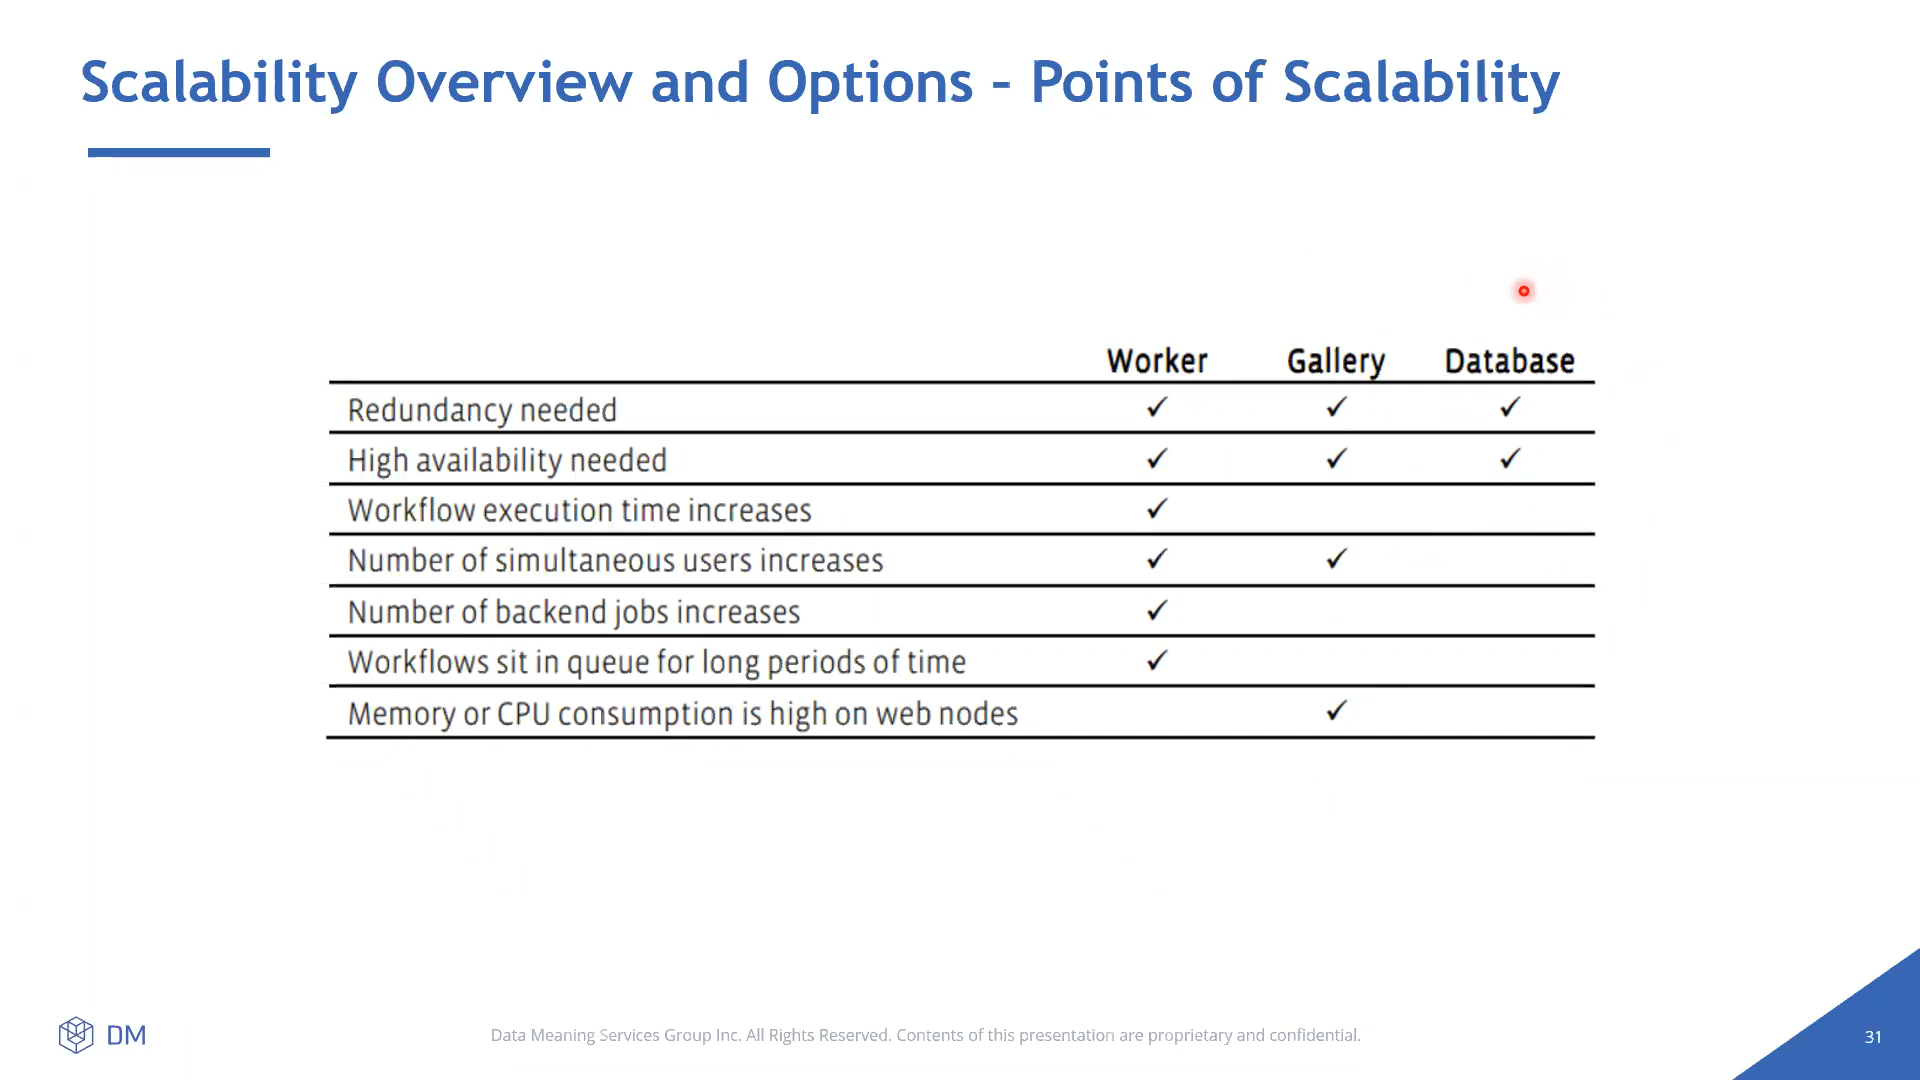 Scalability Overview and Options – Points of Scalability
Worker Gallery Database
Redundancy needed ✓ ✓ ✓
High availability needed ✓ ✓ ✓
Workflow execution time increases ✓
Number of simultaneous users increases ✓ ✓
Number of backend jobs increases ✓
Workflows sit in queue for long periods of time ✓
Memory or CPU consumption is high on web nodes ✓
DM
Data Meaning Services Group Inc. All Rights Reserved. Contents of this presentation are proprietary and confidential.
31